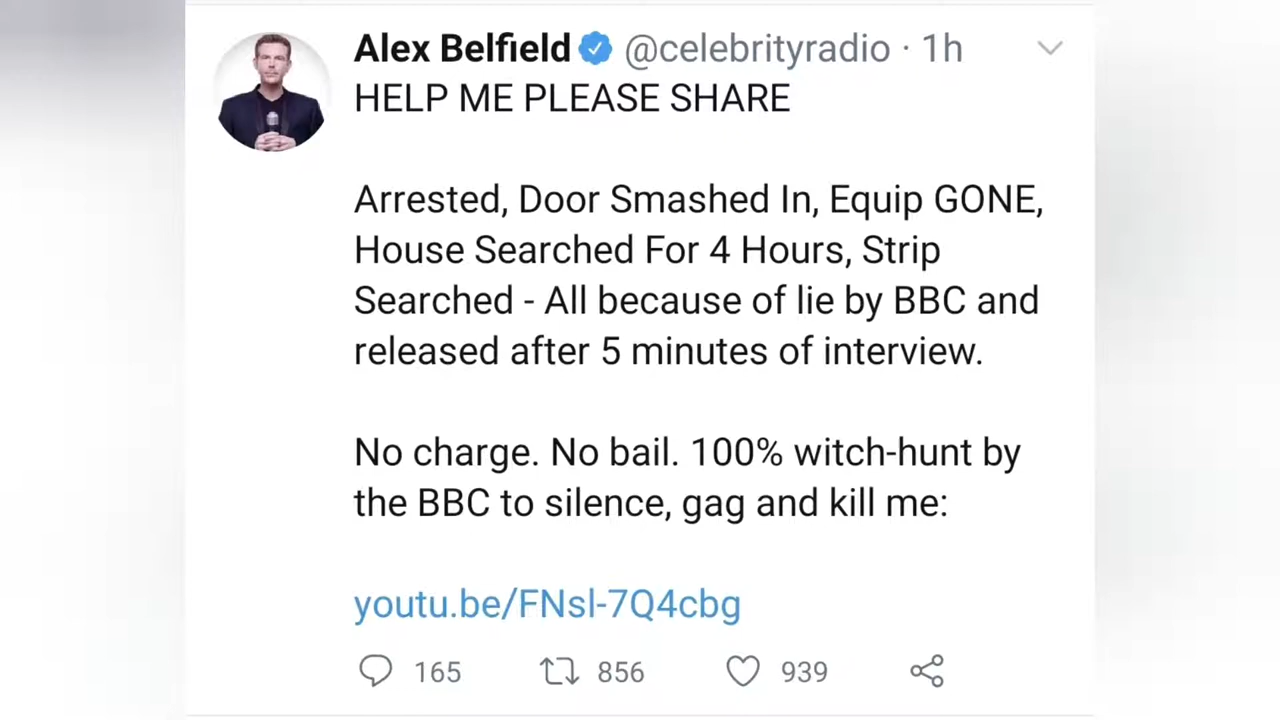 Alex Belfield @celebrityradio · 1h
HELP ME PLEASE SHARE
Arrested, Door Smashed In, Equip GONE,
House Searched For 4 Hours, Strip
Searched - All because of lie by BBC and
released after 5 minutes of interview.
No charge. No bail. 100% witch-hunt by
the BBC to silence, gag and kill me:
youtu.be/FNsl-7Q4cbg
165 856 939